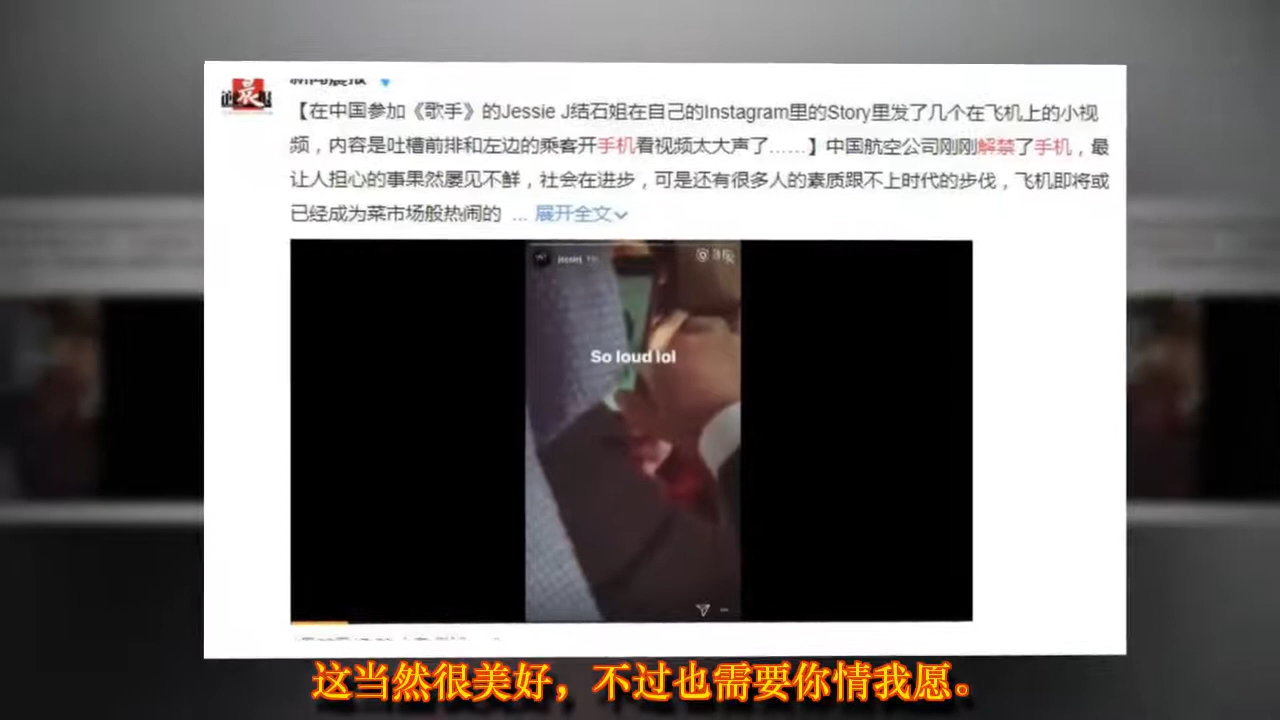 新闻晨报
【在中国参加《歌手》的Jessie J结石姐在自己的Instagram里的Story里发了几个在飞机上的小视
频，内容是吐槽前排和左边的乘客开手机看视频太大声了……】中国航空公司刚刚解禁了手机，最
让人担心的事果然屡见不鲜，社会在进步，可是还有很多人的素质跟不上时代的步伐，飞机即将或
已经成为菜市场般热闹的 ... 展开全文
jessiej
So loud lol
这当然很美好，不过也需要你情我愿。